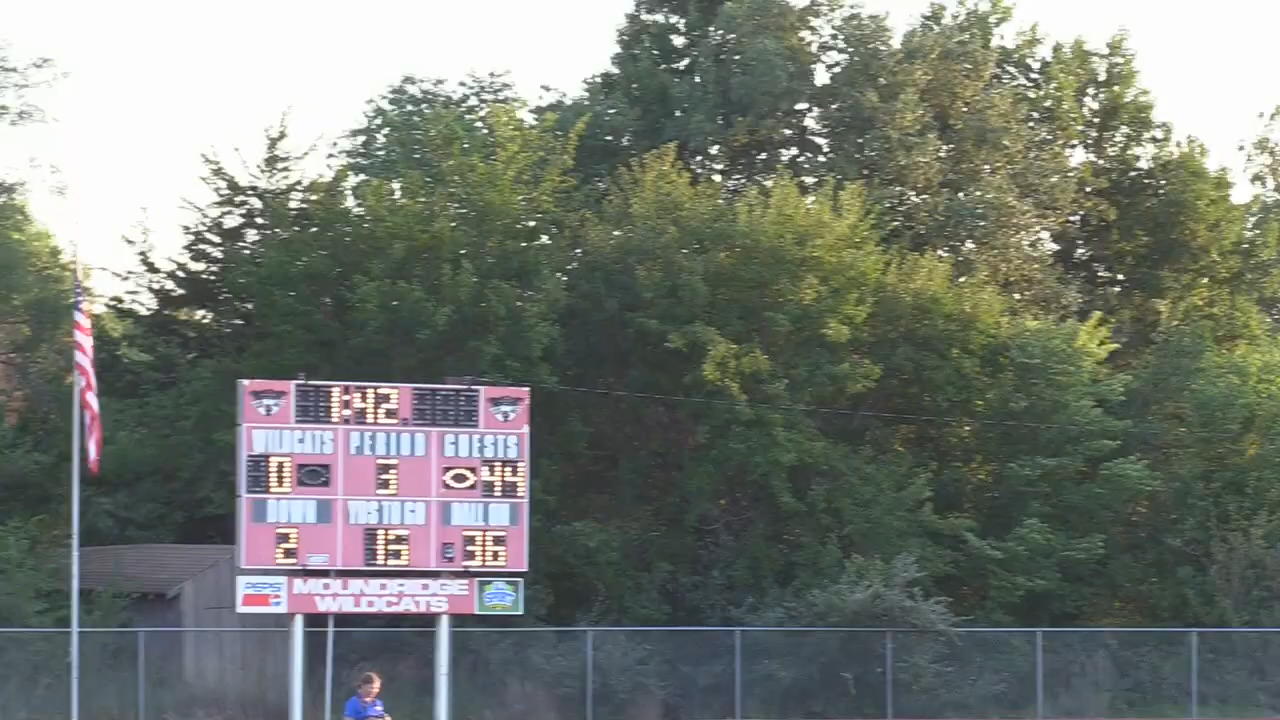 1:42
WILDCATS PERIOD GUESTS
0 3 44
DOWN YDS TO GO BALL ON
2 15 36
PEPSI MOUNDRIDGE
WILDCATS